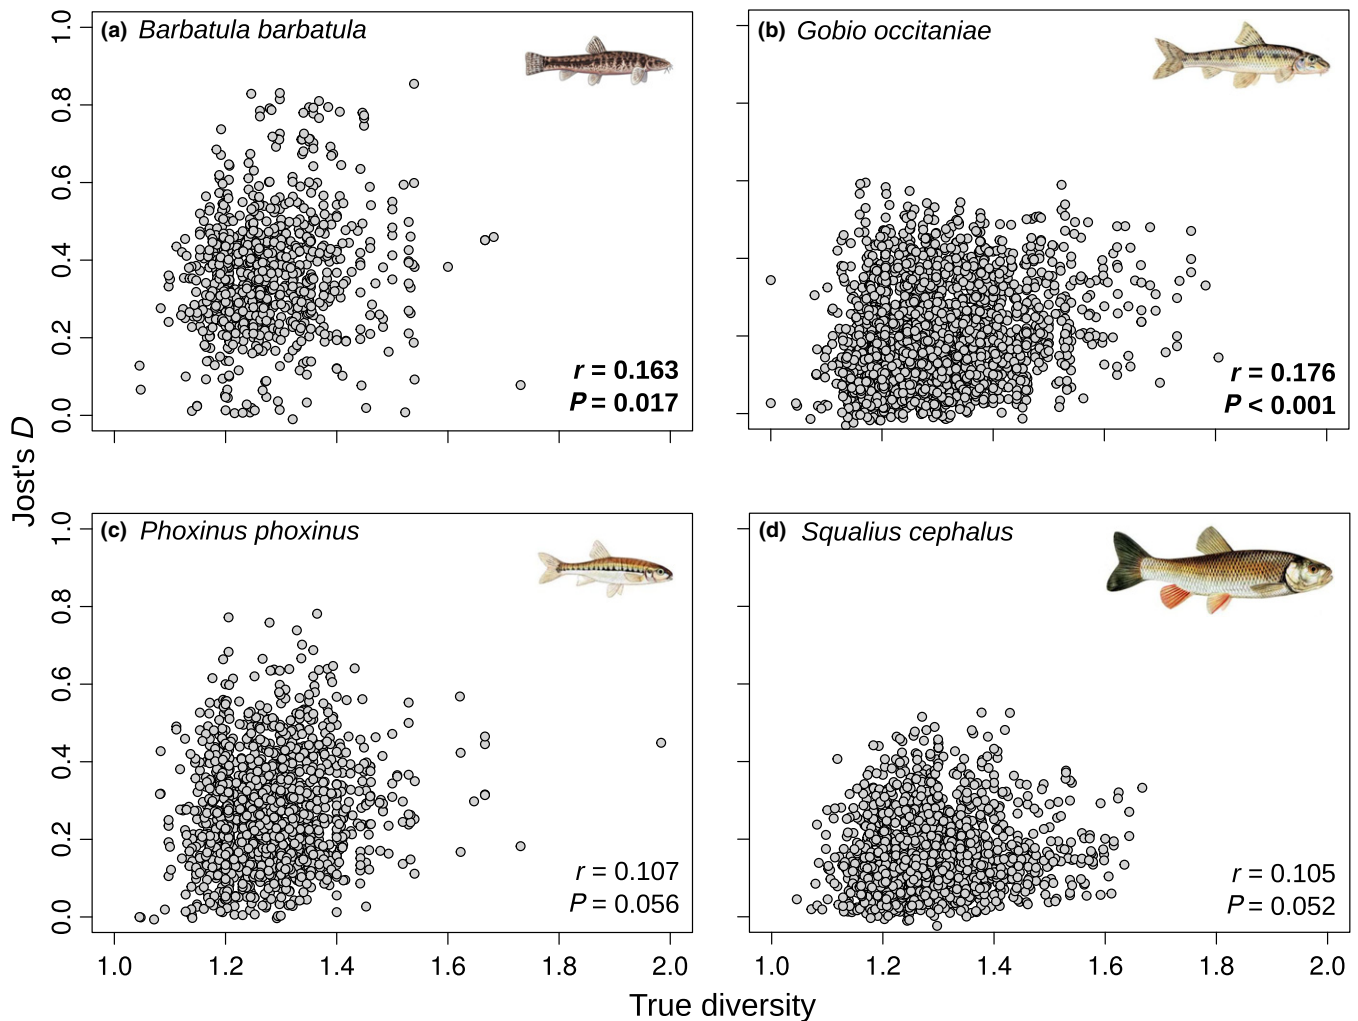 (a) Barbatula barbatula
(b) Gobio occitaniae
1.0
0.8
0.6
0.4
0.2
0.0
r = 0.163
P = 0.017
r = 0.176
P < 0.001
Jost's D
(c) Phoxinus phoxinus
(d) Squalius cephalus
1.0
0.8
0.6
0.4
0.2
0.0
r = 0.107
P = 0.056
r = 0.105
P = 0.052
1.0 1.2 1.4 1.6 1.8 2.0
1.0 1.2 1.4 1.6 1.8 2.0
True diversity